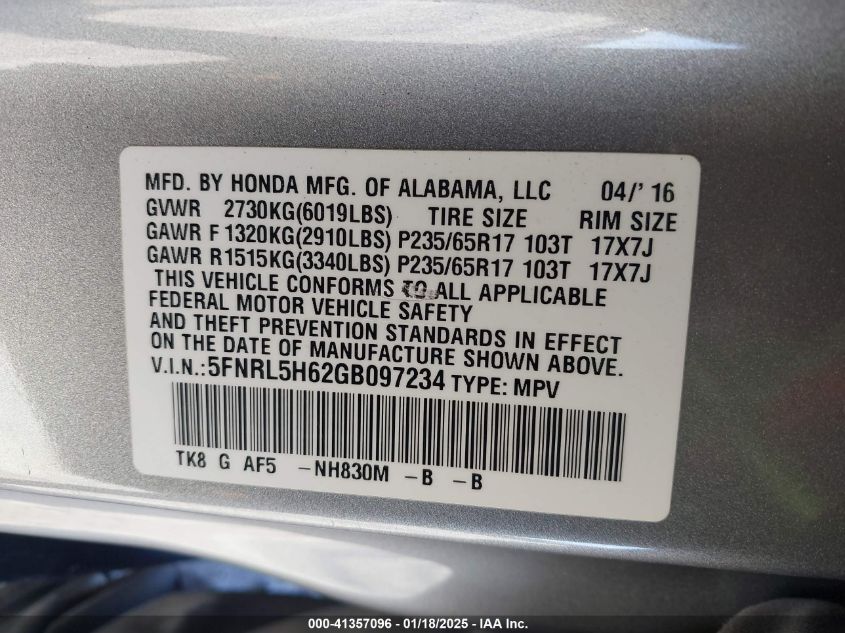 MFD. BY HONDA MFG. OF ALABAMA, LLC 04/' 16
GVWR 2730KG(6019LBS) TIRE SIZE RIM SIZE
GAWR F 1320KG(2910LBS) P235/65R17 103T 17X7J
GAWR R1515KG(3340LBS) P235/65R17 103T 17X7J
THIS VEHICLE CONFORMS TO ALL APPLICABLE
FEDERAL MOTOR VEHICLE SAFETY
AND THEFT PREVENTION STANDARDS IN EFFECT
ON THE DATE OF MANUFACTURE SHOWN ABOVE.
V.I.N.:5FNRL5H62GB097234 TYPE: MPV
TK8 G AF5 -NH830M -B -B
000-41357096 - 01/18/2025 - IAA Inc.